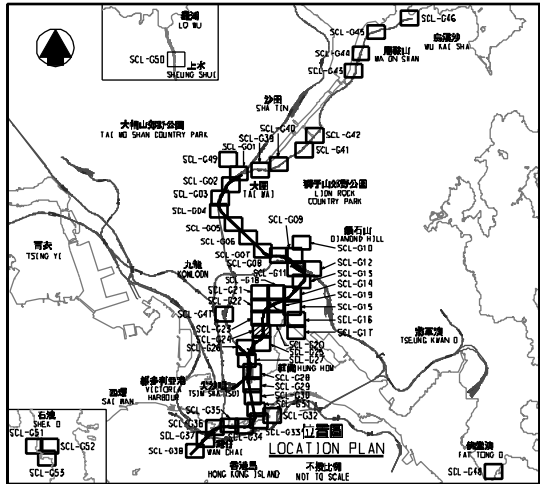 羅湖
LO WU
SCL-G50
上水
SHEUNG SHUI
SCL-G46
SCL-G45
烏溪沙
WU KAI SHA
SCL-G44
馬鞍山
MA ON SHAN
SCL-G43
沙田
SHA TIN
大帽山郊野公園
TAI MO SHAN COUNTRY PARK
SCL-G40
SCL-G39
SCL-G42
SCL-G01
SCL-G41
SCL-G49
SCL-G02
大圍
TAI WAI
獅子山郊野公園
LION ROCK
COUNTRY PARK
SCL-G03
SCL-G04
SCL-G09
SCL-G05
鑽石山
DIAMOND HILL
SCL-G06
SCL-G10
青衣
TSING YI
SCL-G07
SCL-G08
SCL-G11
SCL-G12
九龍
KOWLOON
SCL-G13
SCL-G18
SCL-G14
SCL-G21
SCL-G19
SCL-G22
SCL-G15
SCL-G47
SCL-G16
SCL-G23
SCL-G17
SCL-G24
將軍澳
TSEUNG KWAN O
SCL-G20
SCL-G26
SCL-G27
紅磡
HUNG HOM
SCL-G28
維多利亞港
VICTORIA
HARBOUR
尖沙咀
TSIM SHA TSUI
SCL-G29
西環
SAI WAN
SCL-G30
SCL-G35
SCL-G32
石澳
SHEK O
SCL-G51
SCL-G52
SCL-G53
SCL-G36
SCL-G37
SCL-G34
SCL-G33
SCL-G38
灣仔
WAN CHAI
香港島
HONG KONG ISLAND
位置圖
LOCATION PLAN
不按比例
NOT TO SCALE
佛堂澳
FAT TONG O
SCL-G48